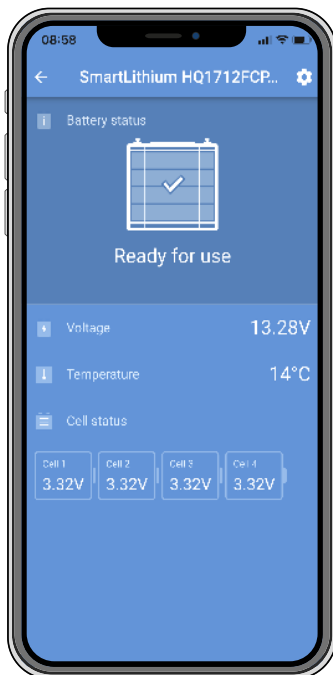 08:58
SmartLithium HQ1712FCP...
Battery status
Ready for use
Voltage 13.28V
Temperature 14°C
Cell status
Cell 1 Cell 2 Cell 3 Cell 4
3.32V 3.32V 3.32V 3.32V